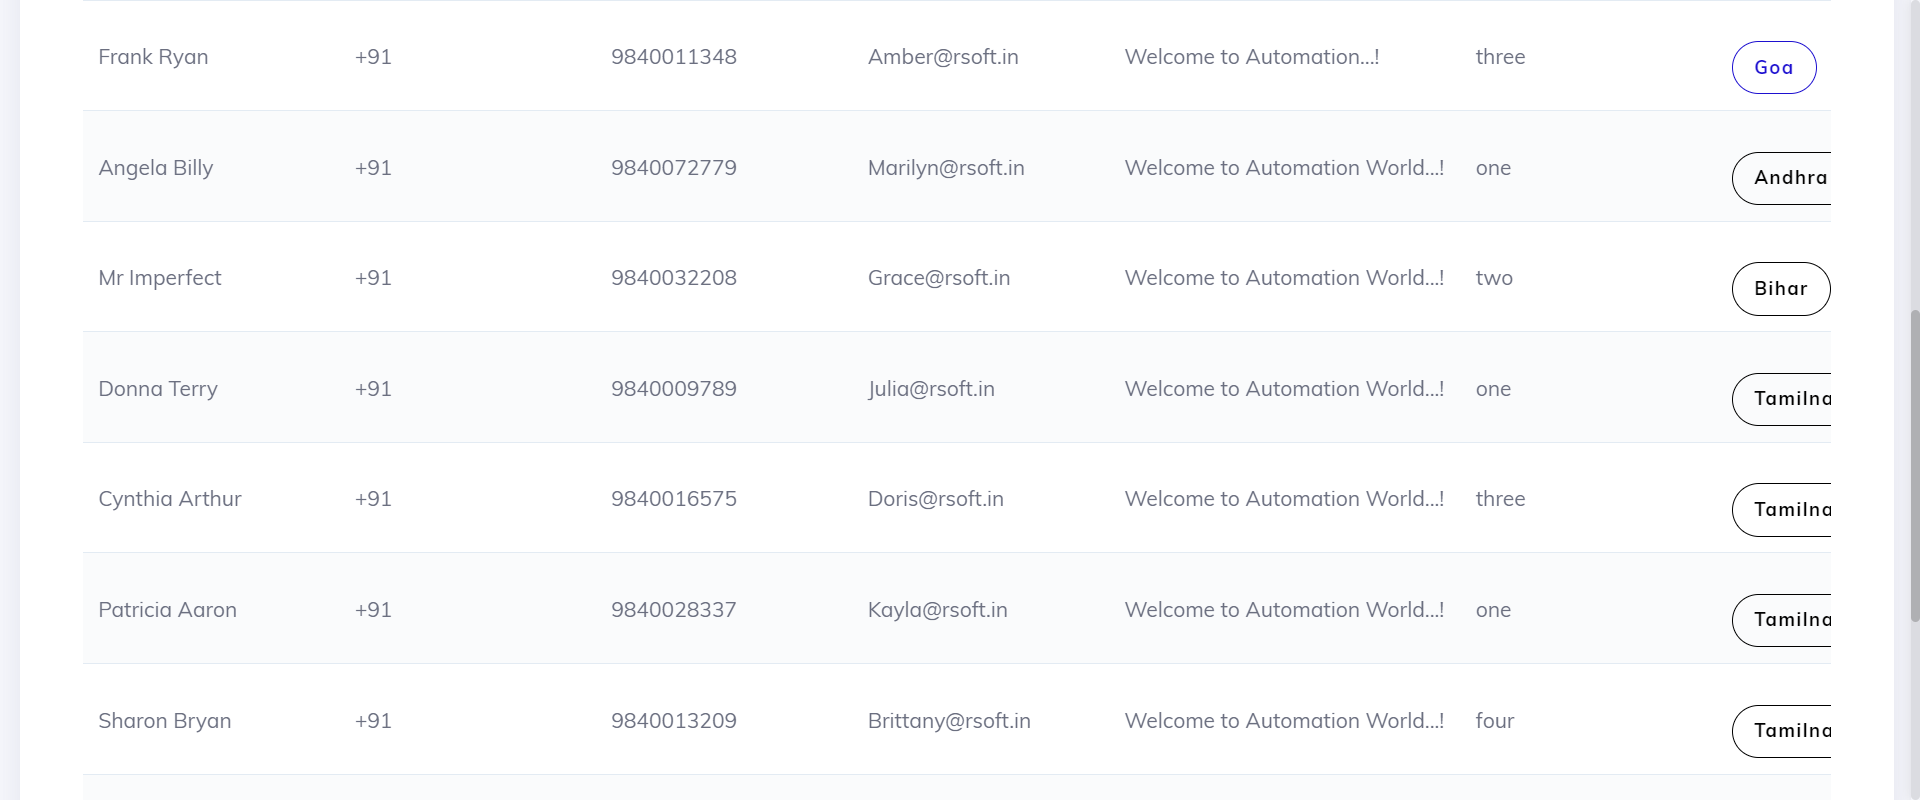 Frank Ryan +91 9840011348 Amber@rsoft.in Welcome to Automation...! three Goa
Angela Billy +91 9840072779 Marilyn@rsoft.in Welcome to Automation World...! one Andhra
Mr Imperfect +91 9840032208 Grace@rsoft.in Welcome to Automation World...! two Bihar
Donna Terry +91 9840009789 Julia@rsoft.in Welcome to Automation World...! one Tamilna
Cynthia Arthur +91 9840016575 Doris@rsoft.in Welcome to Automation World...! three Tamilna
Patricia Aaron +91 9840028337 Kayla@rsoft.in Welcome to Automation World...! one Tamilna
Sharon Bryan +91 9840013209 Brittany@rsoft.in Welcome to Automation World...! four Tamilna